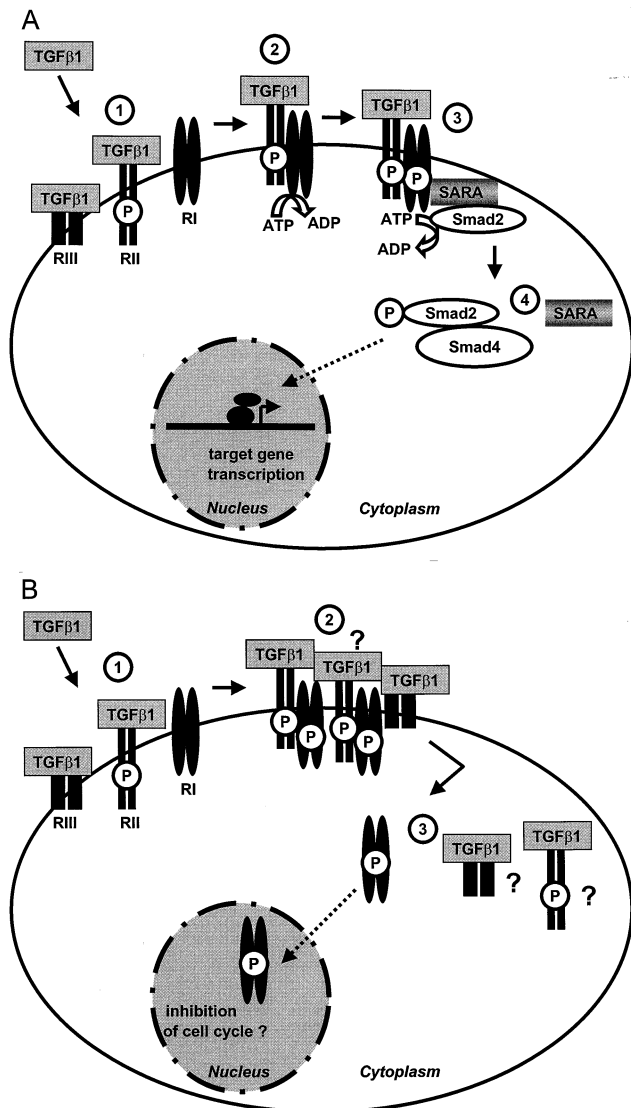 A
TGFβ1
1
2
TGFβ1
TGFβ1
3
TGFβ1
TGFβ1
P
P
P
P
RIII
RII
RI
ATP
ADP
ATP
ADP
SARA
Smad2
P
Smad2
4
SARA
Smad4
target gene
transcription
Nucleus
Cytoplasm
B
TGFβ1
1
2
?
TGFβ1
TGFβ1
TGFβ1
TGFβ1
TGFβ1
P
P
P
P
P
RIII
RII
RI
3
P
TGFβ1
?
TGFβ1
P
?
P
inhibition
of cell cycle ?
Nucleus
Cytoplasm